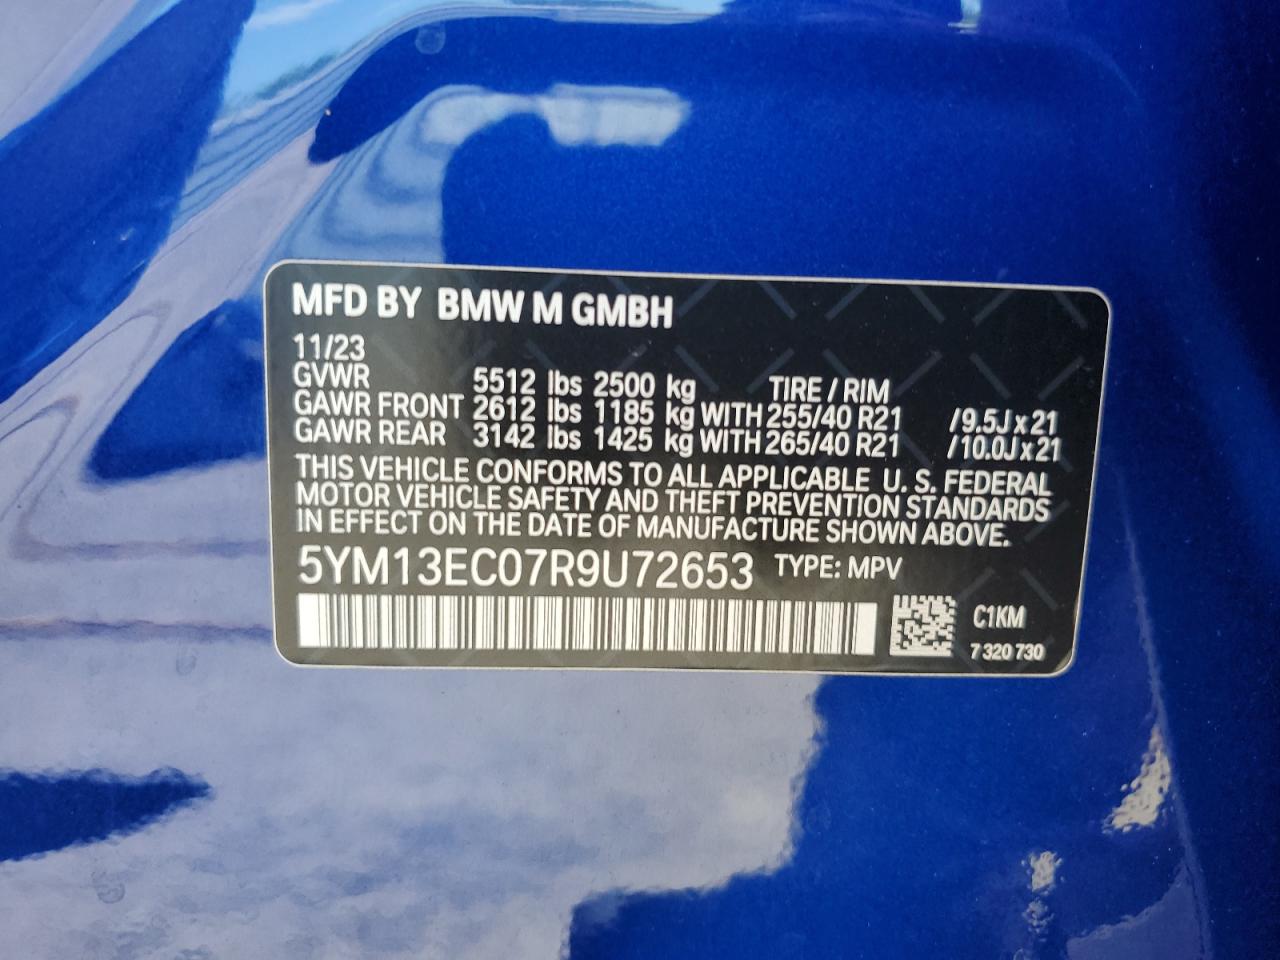 MFD BY BMW M GMBH
11/23
GVWR 5512 lbs 2500 kg TIRE / RIM
GAWR FRONT 2612 lbs 1185 kg WITH 255/40 R21 /9.5J x 21
GAWR REAR 3142 lbs 1425 kg WITH 265/40 R21 /10.0J x 21
THIS VEHICLE CONFORMS TO ALL APPLICABLE U. S. FEDERAL
MOTOR VEHICLE SAFETY AND THEFT PREVENTION STANDARDS
IN EFFECT ON THE DATE OF MANUFACTURE SHOWN ABOVE.
5YM13EC07R9U72653 TYPE: MPV
C1KM
7 320 730